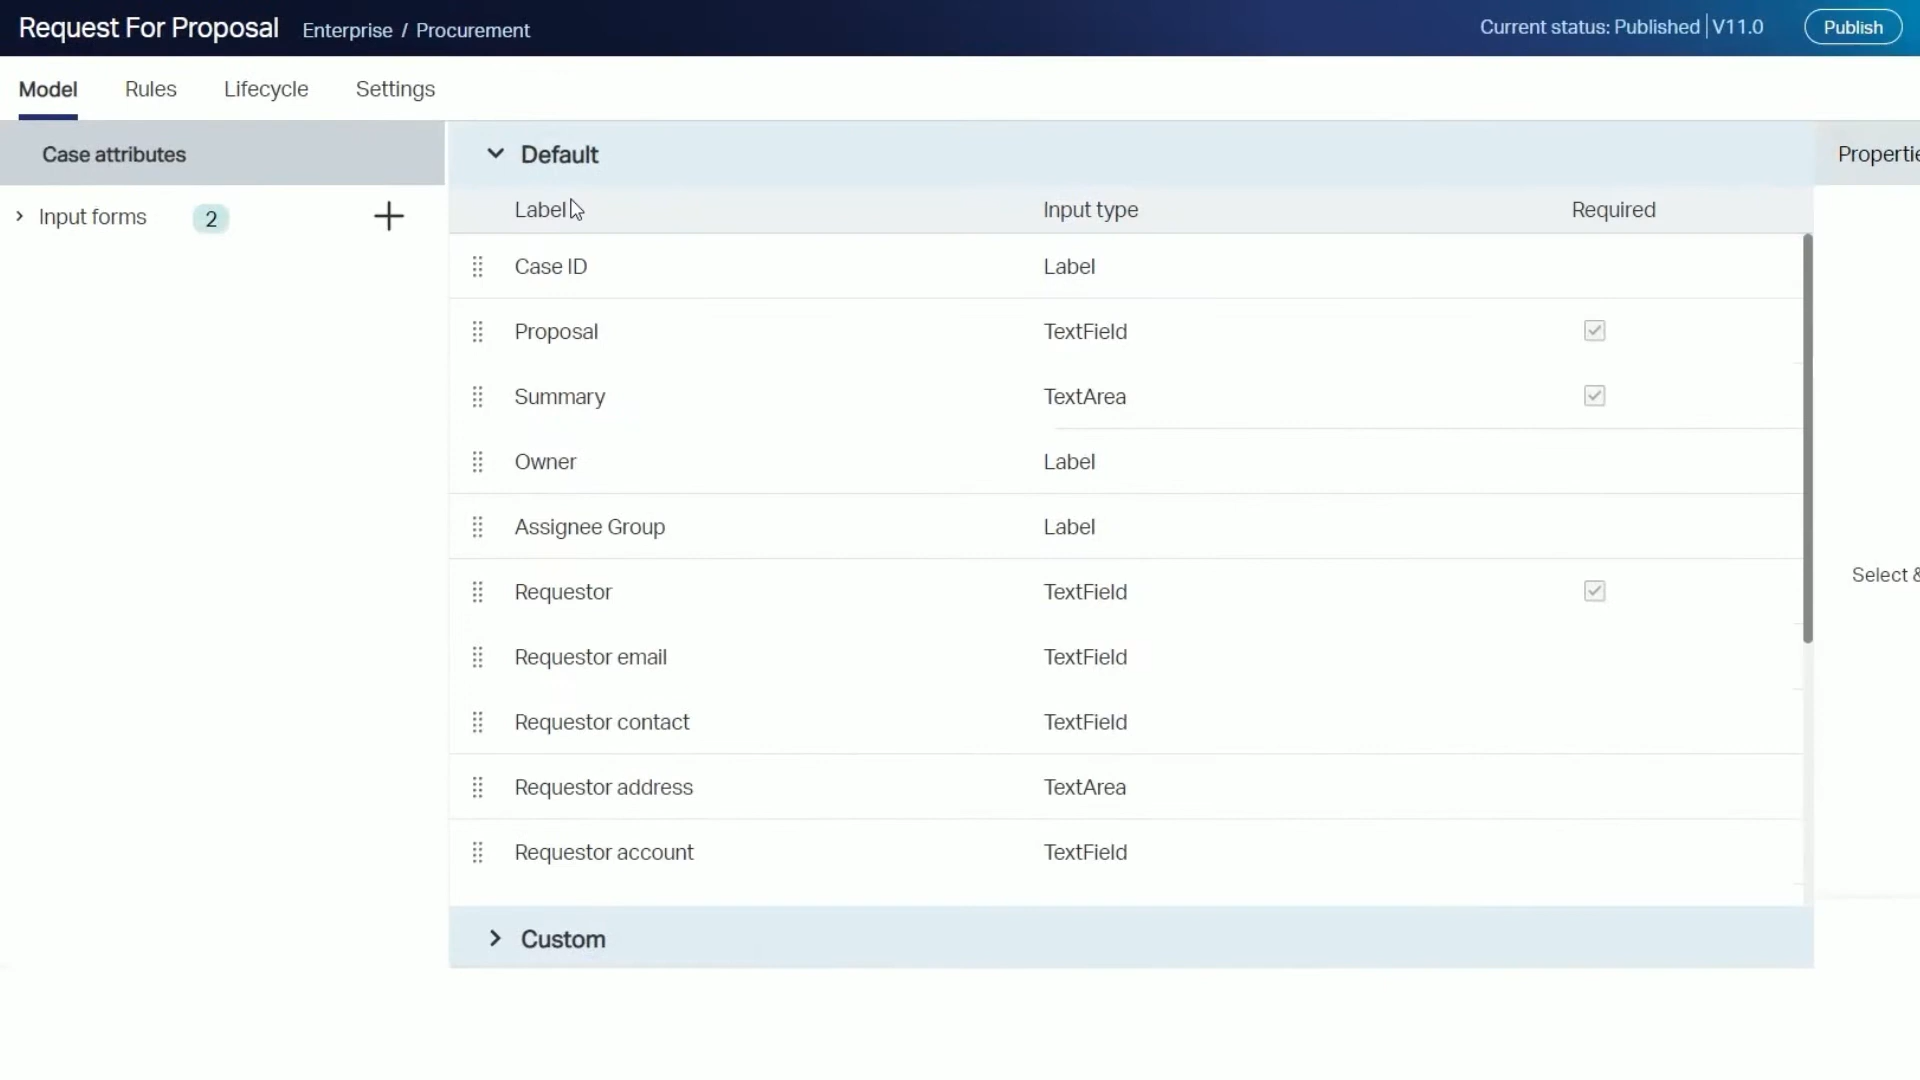 Request For Proposal Enterprise / Procurement Current status: Published | V11.0 Publish
Model Rules Lifecycle Settings
Case attributes
Input forms 2
Default
Label Input type Required
Case ID Label
Proposal TextField
Summary TextArea
Owner Label
Assignee Group Label
Requestor TextField
Requestor email TextField
Requestor contact TextField
Requestor address TextArea
Requestor account TextField
Custom
Propertie
Select &